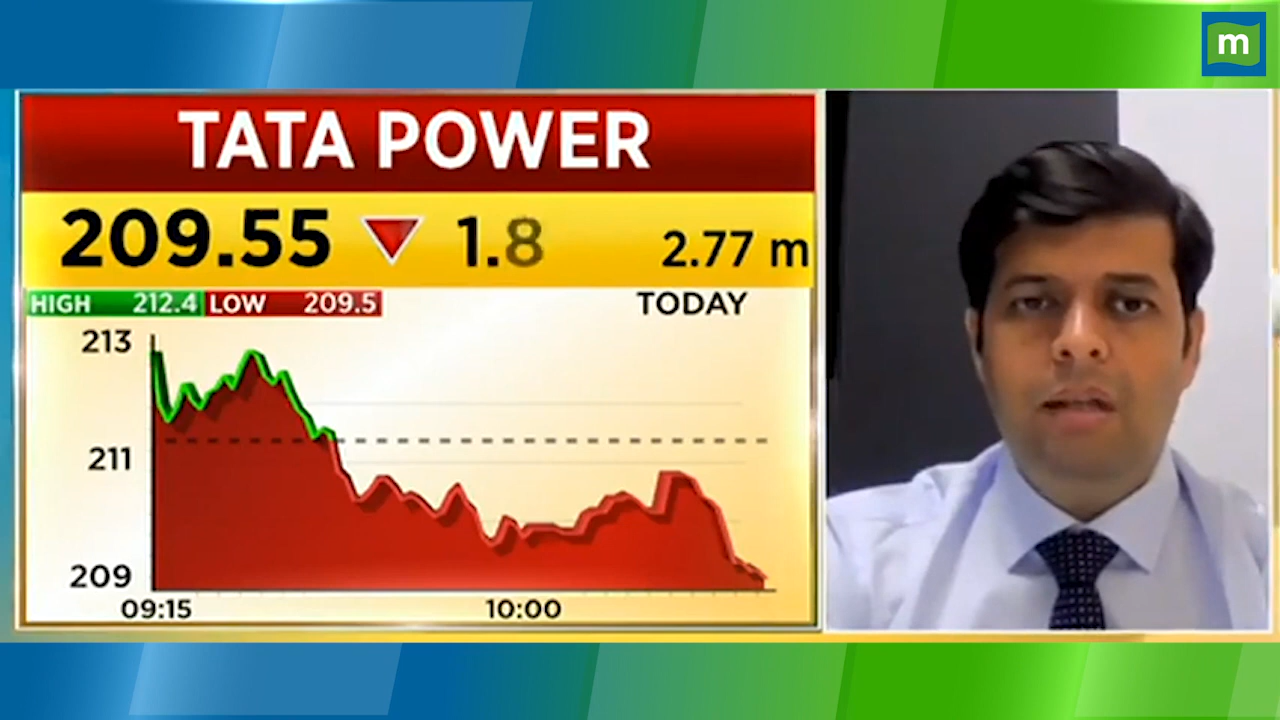 m
TATA POWER
209.55 ▼ 1.8 2.77 m
HIGH 212.4 LOW 209.5 TODAY
213
211
209
09:15 10:00